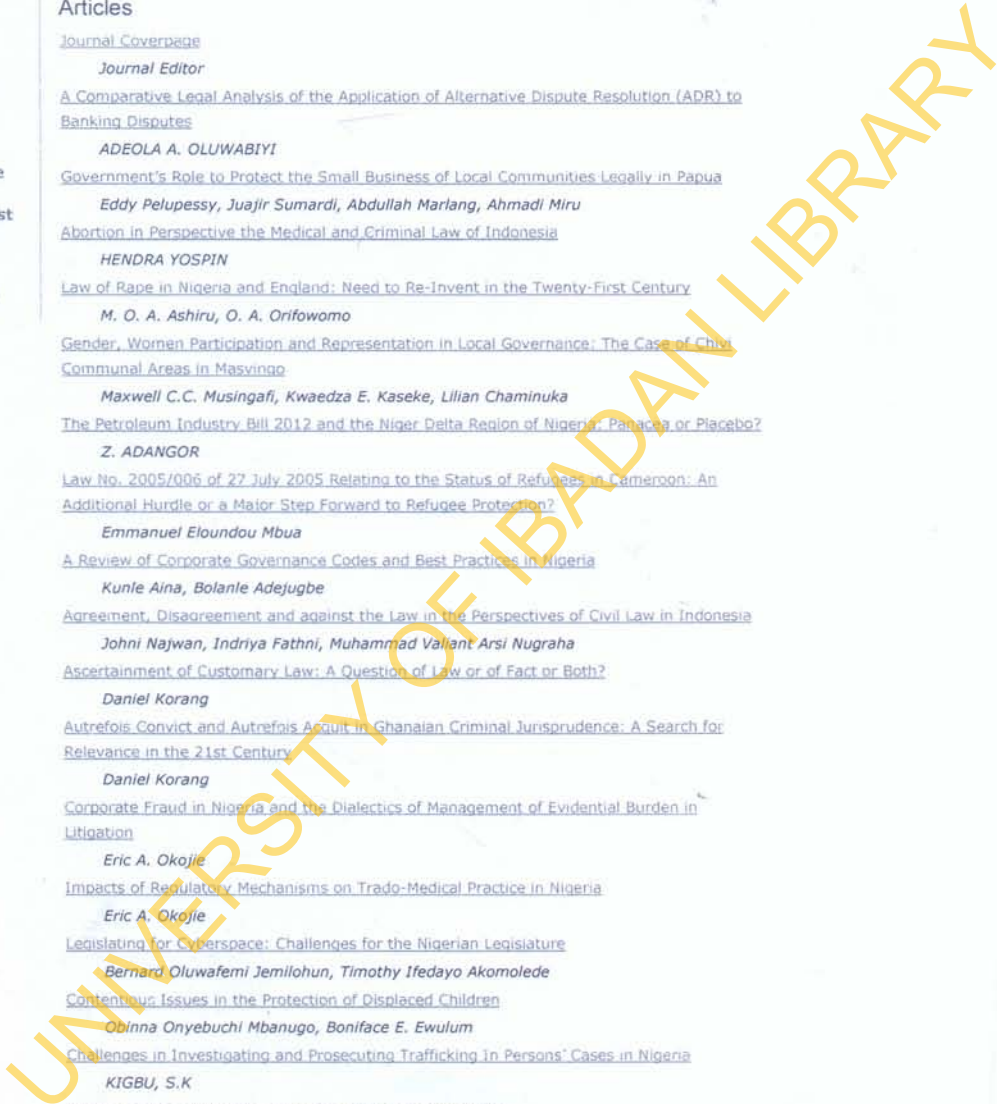 Articles
Journal Coverpage
Journal Editor
A Comparative Legal Analysis of the Application of Alternative Dispute Resolution (ADR) to
Banking Disputes
ADEOLA A. OLUWABIYI
Government's Role to Protect the Small Business of Local Communities Legally in Papua
Eddy Pelupessy, Juajir Sumardi, Abdullah Marlang, Ahmadi Miru
st
Abortion in Perspective the Medical and Criminal Law of Indonesia
HENDRA YOSPIN
Law of Rape in Nigeria and England: Need to Re-Invent in the Twenty-First Century
M. O. A. Ashiru, O. A. Orifowomo
Gender, Women Participation and Representation in Local Governance: The Case of Chivi
Communal Areas in Masvingo
Maxwell C.C. Musingafi, Kwaedza E. Kaseke, Lilian Chaminuka
The Petroleum Industry Bill 2012 and the Niger Delta Region of Nigeria: Panacea or Placebo?
Z. ADANGOR
Law No. 2005/006 of 27 July 2005 Relating to the Status of Refugees in Cameroon: An
Additional Hurdle or a Major Step Forward to Refugee Protection?
Emmanuel Eloundou Mbua
A Review of Corporate Governance Codes and Best Practices in Nigeria
Kunle Aina, Bolanle Adejugbe
Agreement, Disagreement and against the Law in the Perspectives of Civil Law in Indonesia
Johni Najwan, Indriya Fathni, Muhammad Valiant Arsi Nugraha
Ascertainment of Customary Law: A Question of Law or of Fact or Both?
Daniel Korang
Autrefois Convict and Autrefois Acquit in Ghanaian Criminal Jurisprudence: A Search for
Relevance in the 21st Century
Daniel Korang
Corporate Fraud in Nigeria and the Dialectics of Management of Evidential Burden in
Litigation
Eric A. Okojie
Impacts of Regulatory Mechanisms on Trado-Medical Practice in Nigeria
Eric A. Okojie
Legislating for Cyberspace: Challenges for the Nigerian Legislature
Bernard Oluwafemi Jemilohun, Timothy Ifedayo Akomolede
Contentious Issues in the Protection of Displaced Children
Obinna Onyebuchi Mbanugo, Boniface E. Ewulum
Challenges in Investigating and Prosecuting Trafficking In Persons' Cases in Nigeria
KIGBU, S.K
UNIVERSITY OF IBADAN LIBRARY